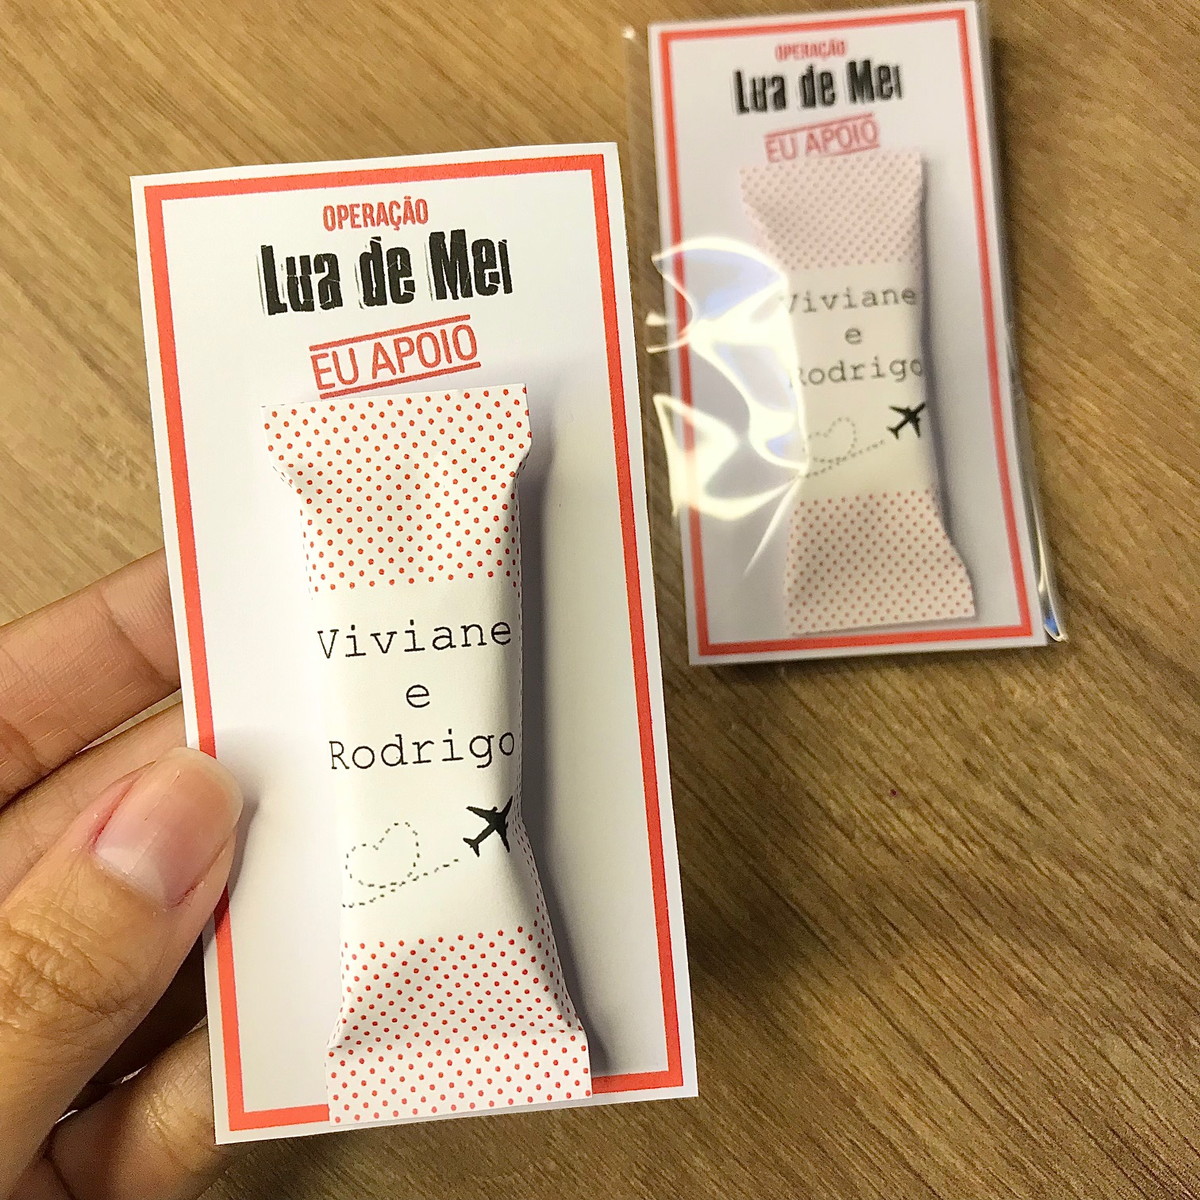 OPERAÇÃO
Lua de Mel
EU APOIO
Viviane
e
Rodrigo
OPERAÇÃO
Lua de Mel
EU APOIO
Viviane
e
Rodrigo